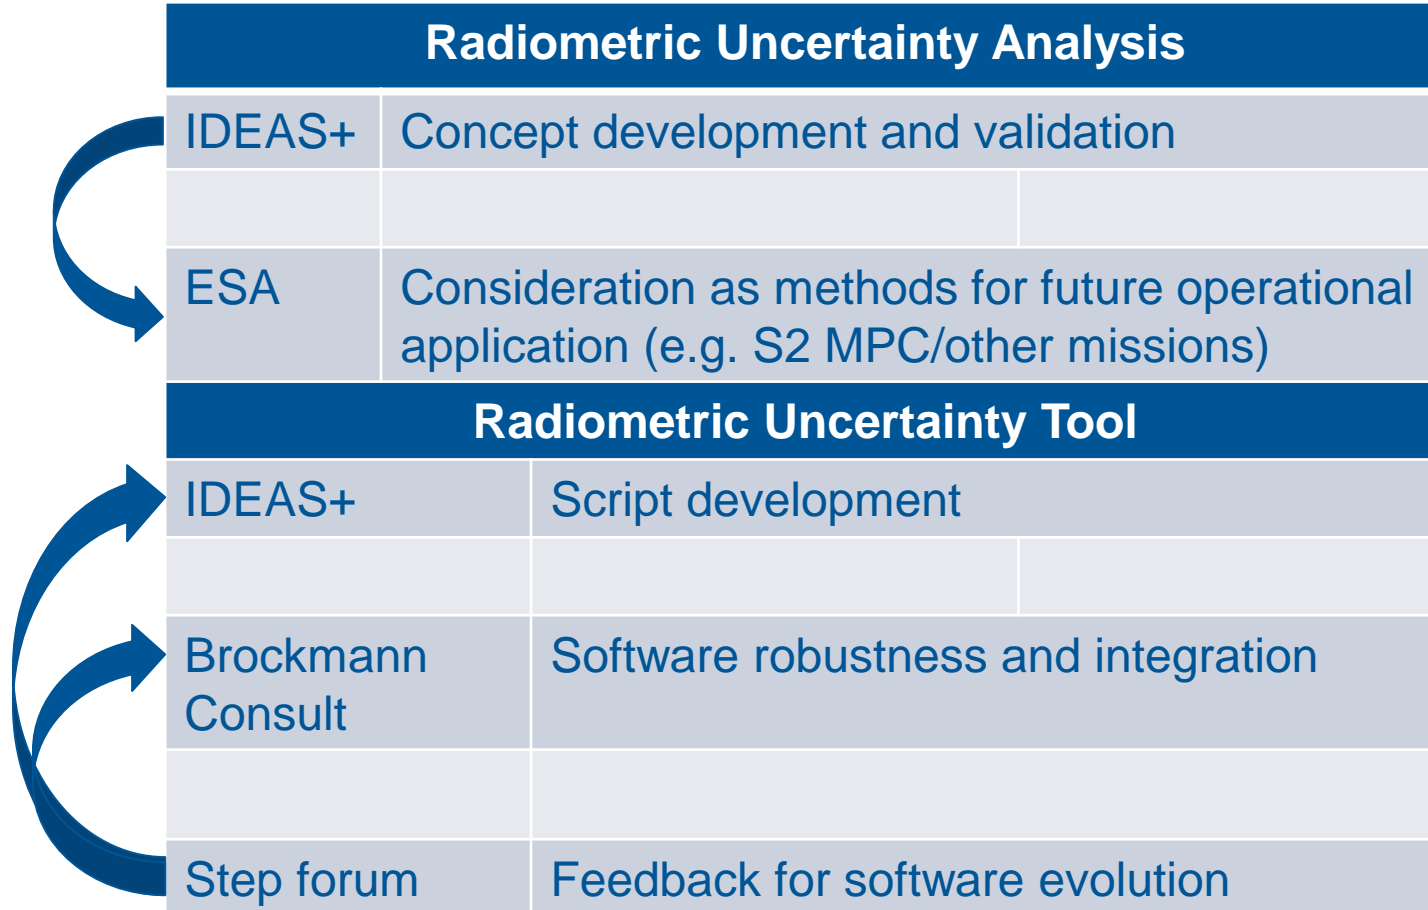 Radiometric Uncertainty Analysis
IDEAS+ Concept development and validation
ESA Consideration as methods for future operational
application (e.g. S2 MPC/other missions)
Radiometric Uncertainty Tool
IDEAS+ Script development
Brockmann Software robustness and integration
Consult
Step forum Feedback for software evolution